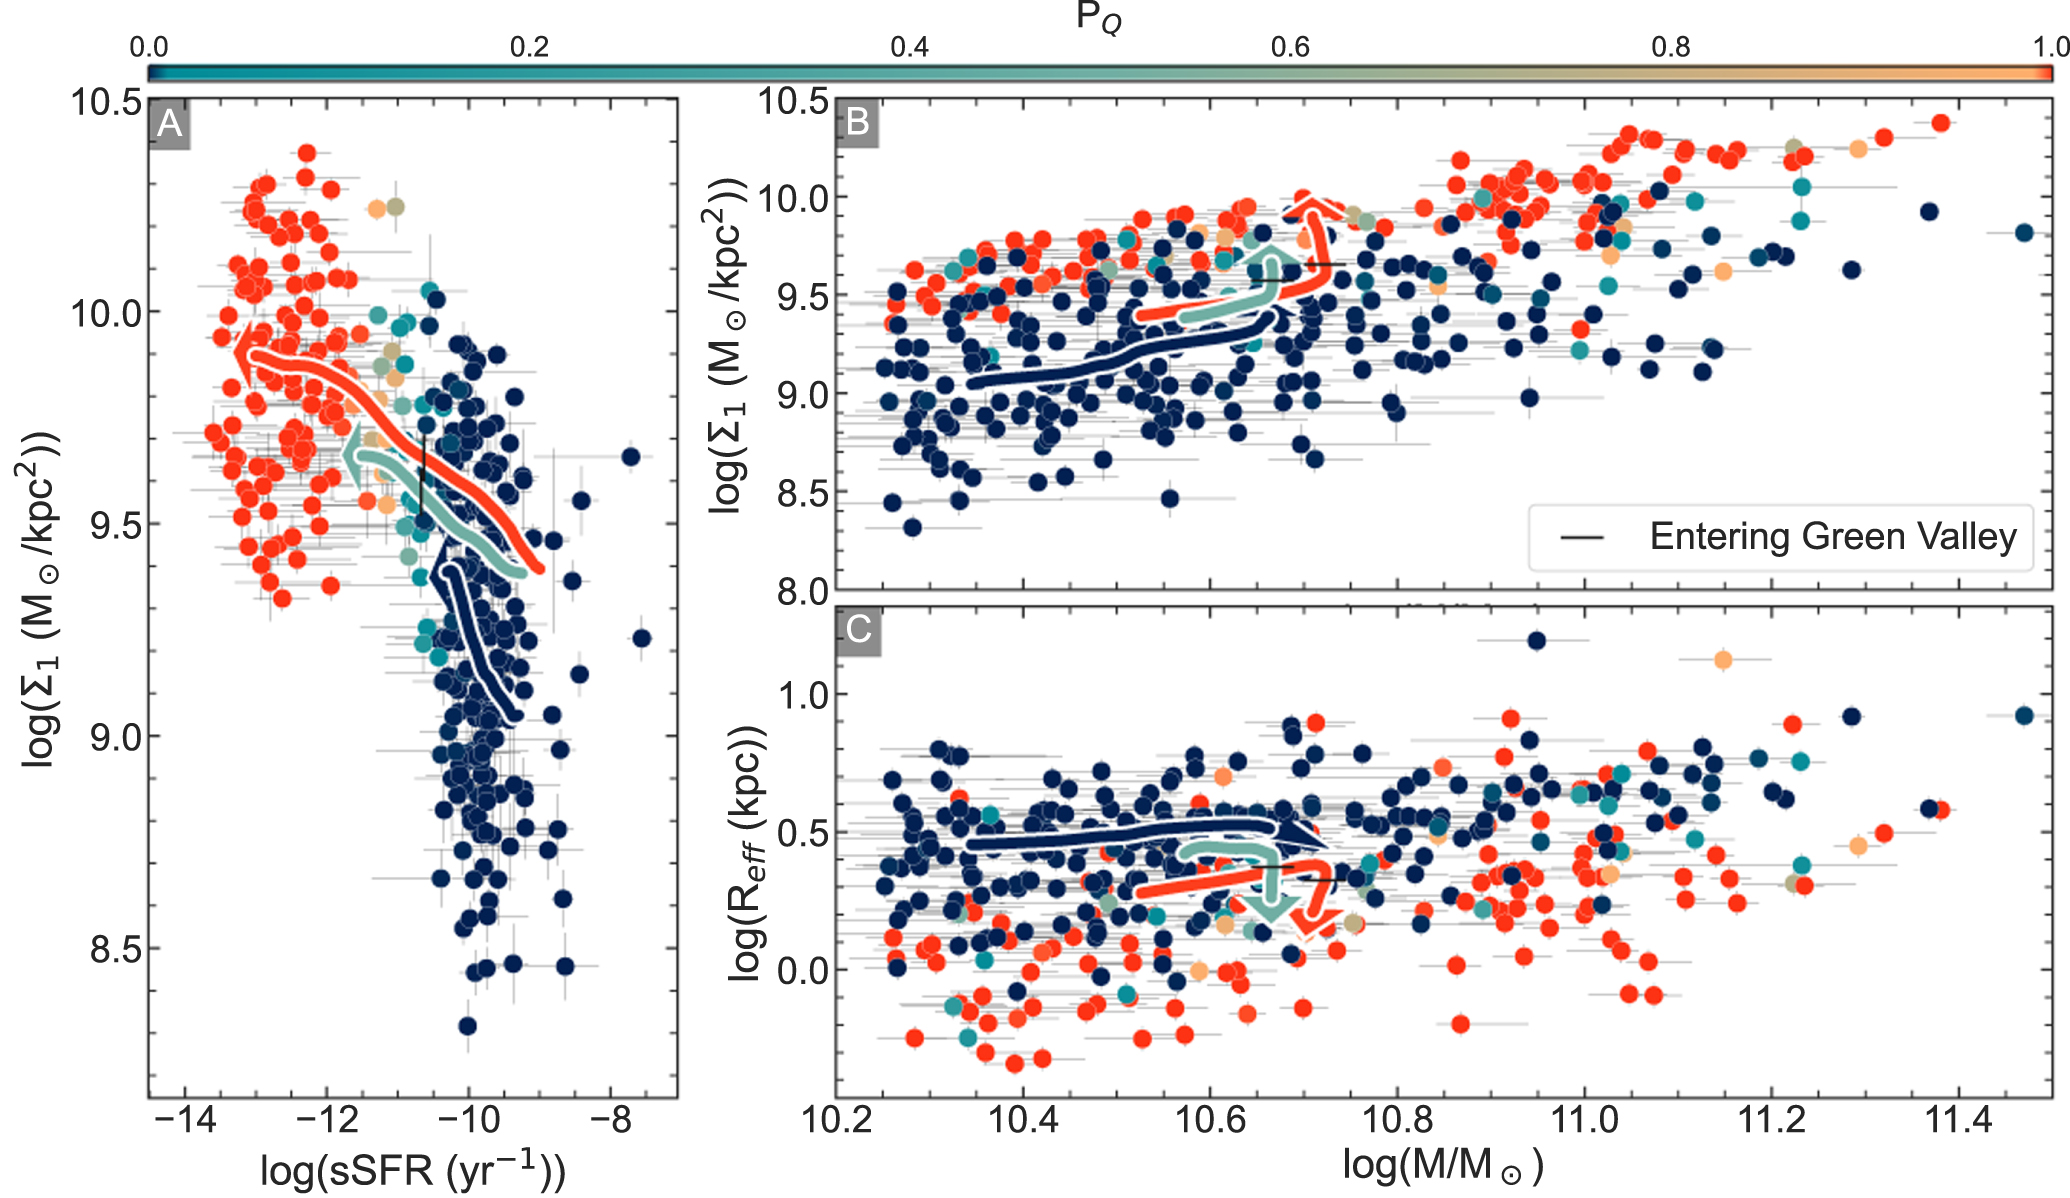 P_Q
0.0 0.2 0.4 0.6 0.8 1.0
A
10.5
10.0
9.5
9.0
8.5
log(Σ₁ (M⊙/kpc²))
−14 −12 −10 −8
log(sSFR (yr⁻¹))
B
10.5
10.0
9.5
9.0
8.5
8.0
log(Σ₁ (M⊙/kpc²))
Entering Green Valley
C
1.0
0.5
0.0
log(R_eff (kpc))
10.2 10.4 10.6 10.8 11.0 11.2 11.4
log(M/M⊙)